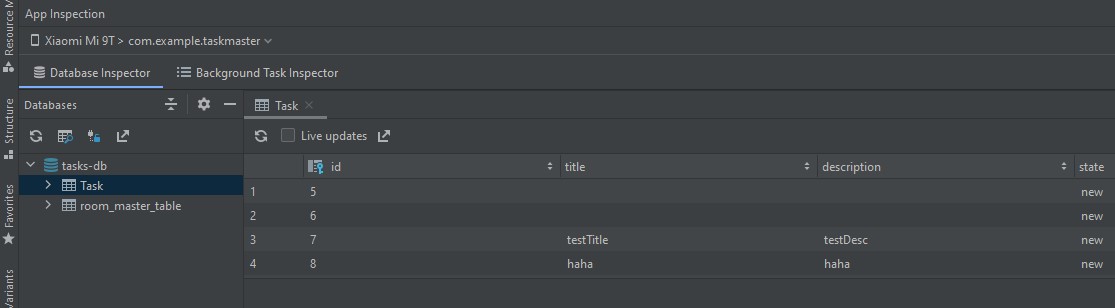 App Inspection
Xiaomi Mi 9T > com.example.taskmaster
Database Inspector Background Task Inspector
Databases Task
Live updates
tasks-db
Task
room_master_table
id title description state
1 5 new
2 6 new
3 7 testTitle testDesc new
4 8 haha haha new
Resource M
Structure
Favorites
Variants